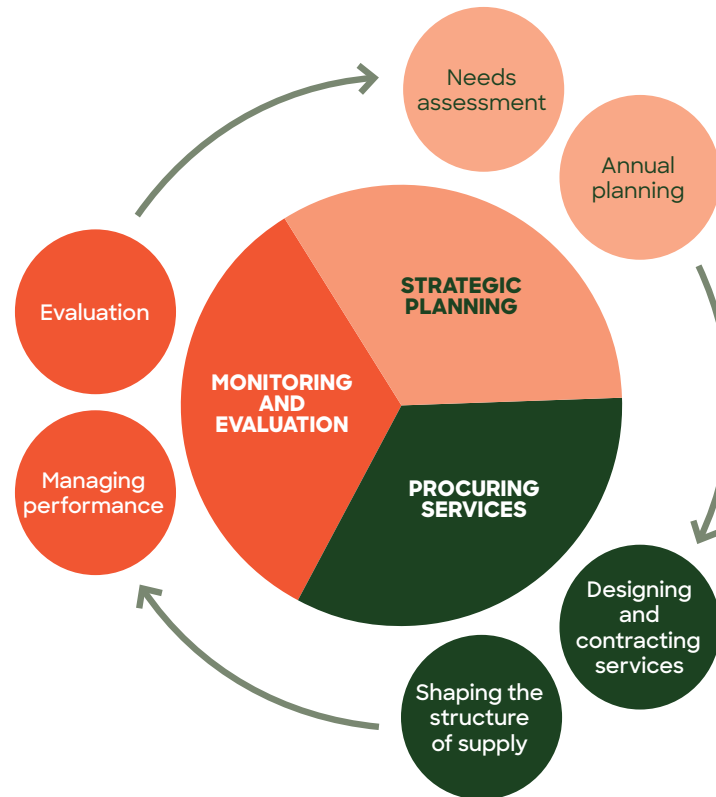 Needs
assessment
Annual
planning
STRATEGIC
PLANNING
Evaluation
MONITORING
AND
EVALUATION
Managing
performance
PROCURING
SERVICES
Designing
and
contracting
services
Shaping the
structure
of supply